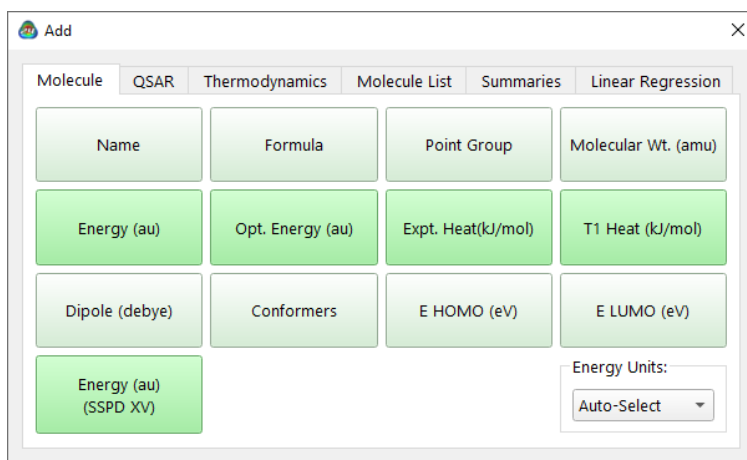 Add
Molecule QSAR Thermodynamics Molecule List Summaries Linear Regression
Name Formula Point Group Molecular Wt. (amu)
Energy (au) Opt. Energy (au) Expt. Heat(kJ/mol) T1 Heat (kJ/mol)
Dipole (debye) Conformers E HOMO (eV) E LUMO (eV)
Energy (au)
(SSPD XV)
Energy Units:
Auto-Select